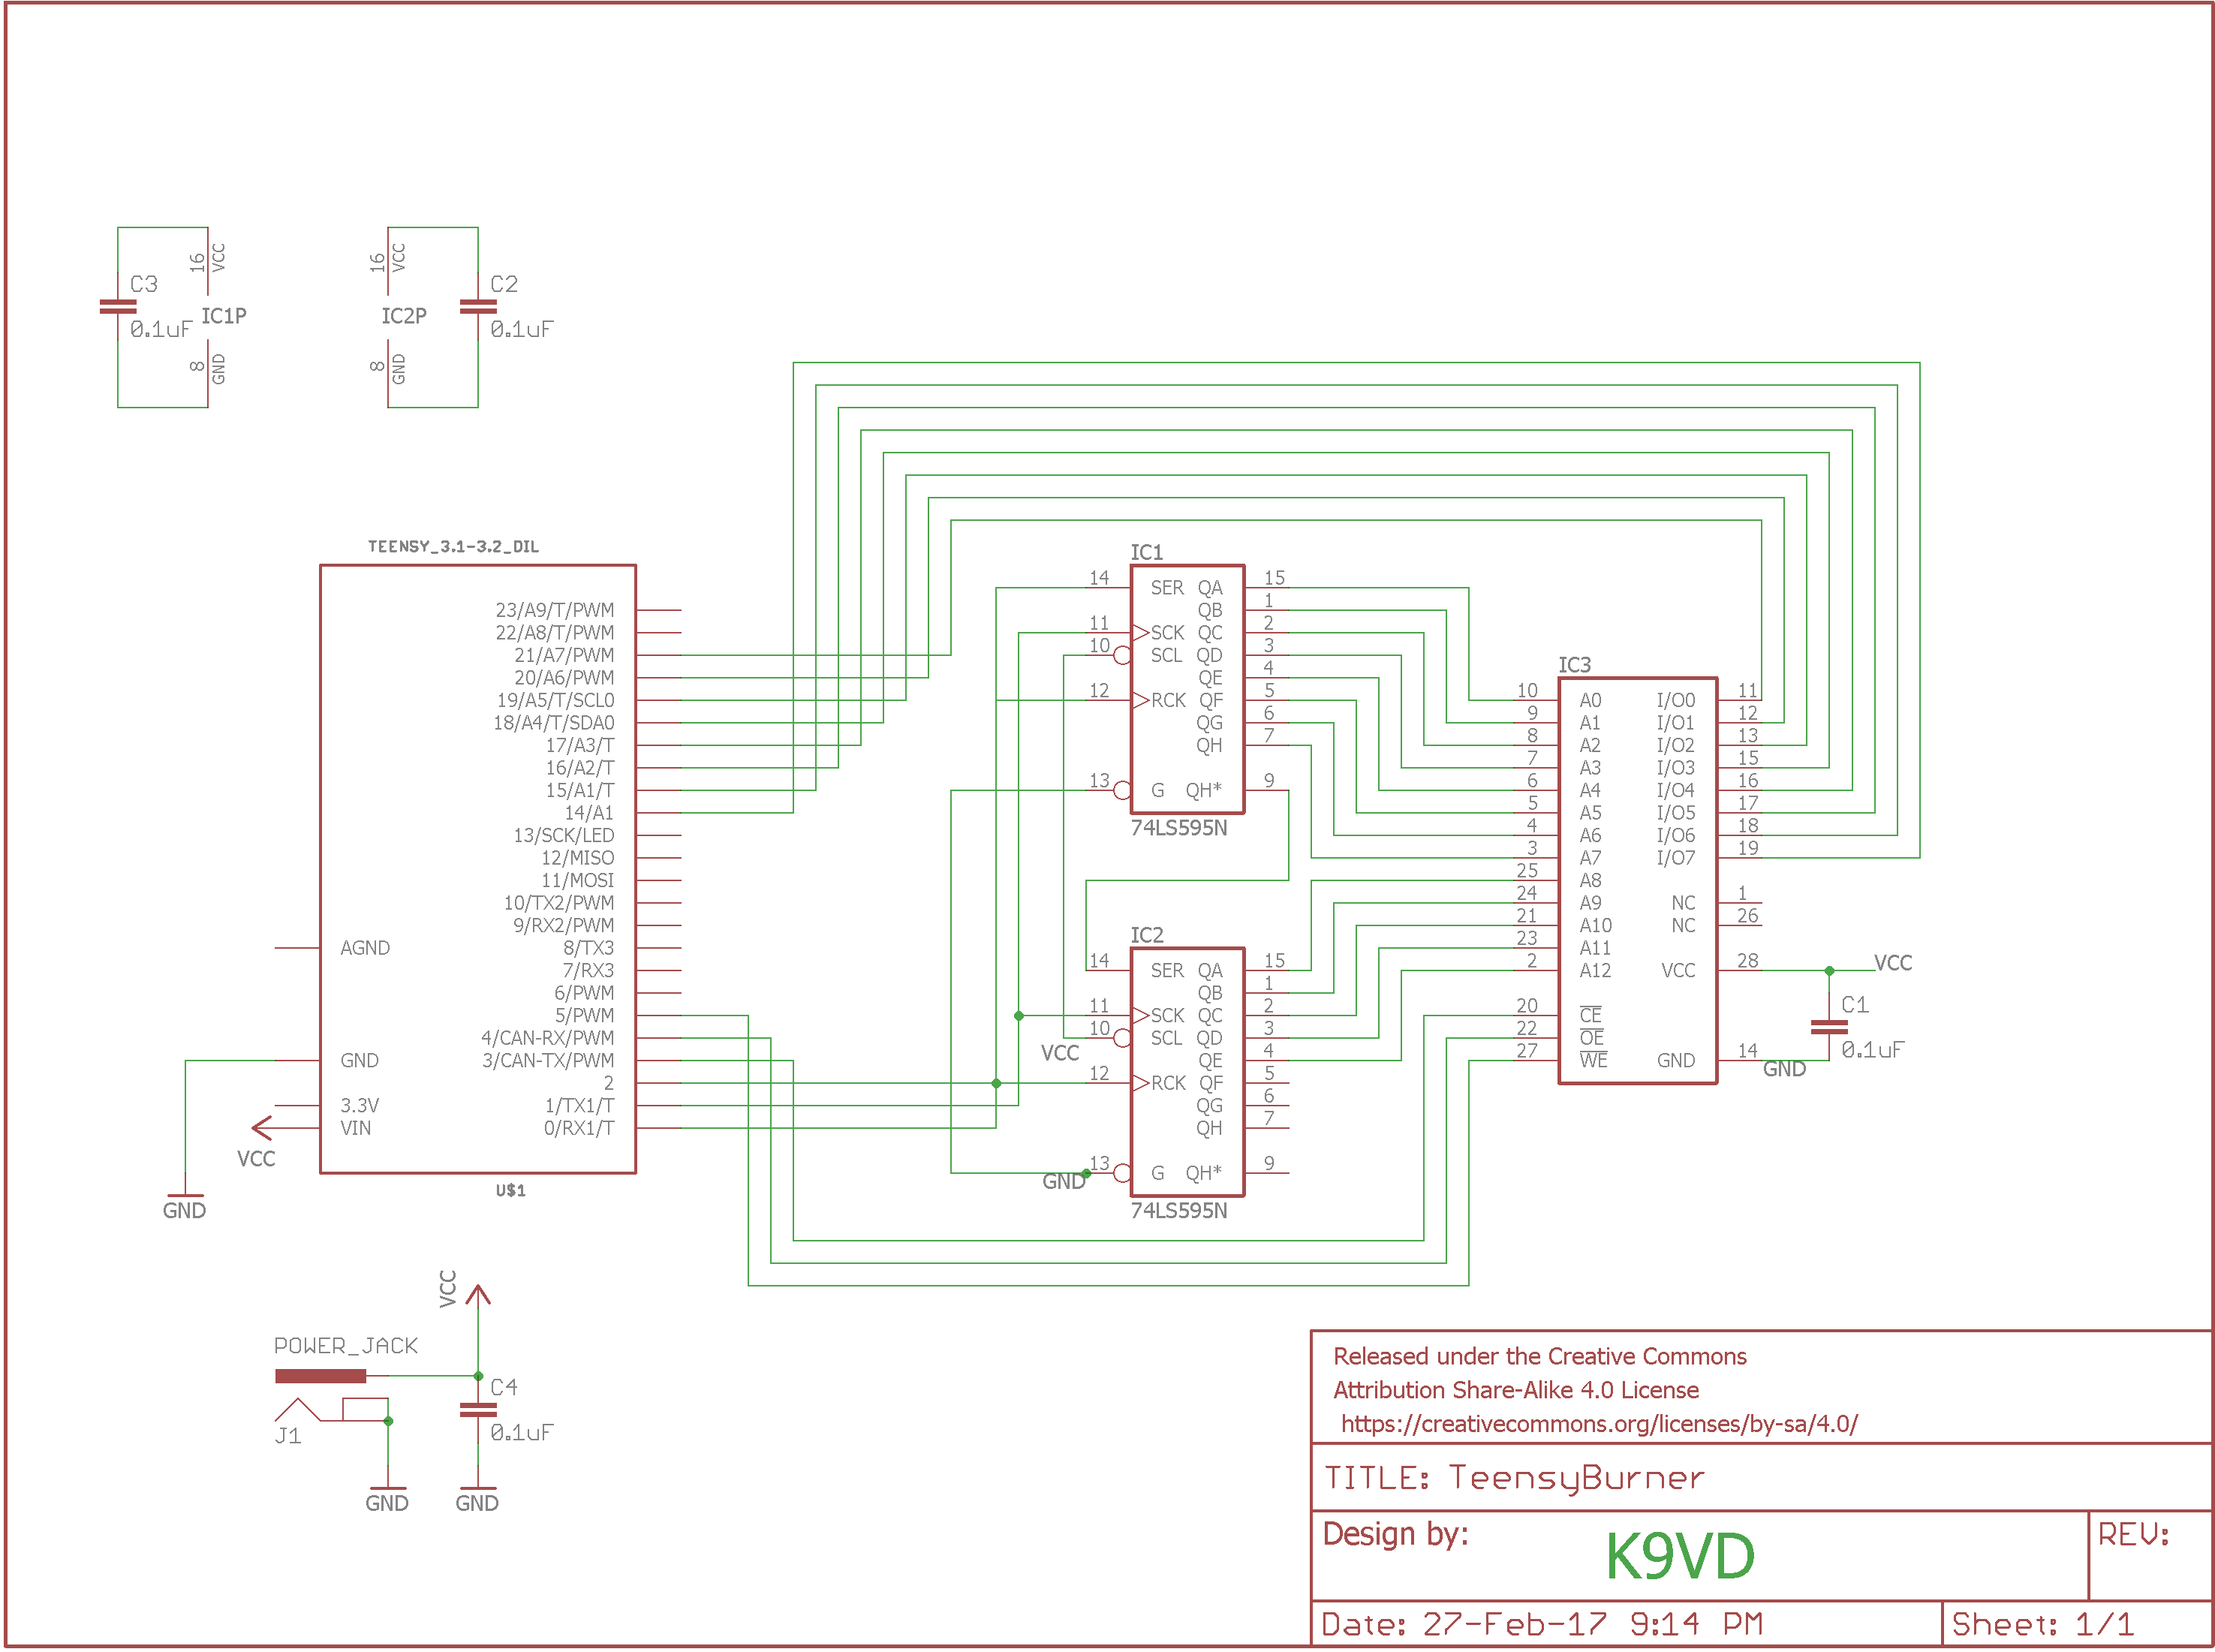 16
VCC
C3
0.1uF
IC1P
8
GND
16
VCC
C2
IC2P
0.1uF
8
GND
TEENSY_3.1-3.2_DIL
23/A9/T/PWM
22/A8/T/PWM
21/A7/PWM
20/A6/PWM
19/A5/T/SCL0
18/A4/T/SDA0
17/A3/T
16/A2/T
15/A1/T
14/A1
13/SCK/LED
12/MISO
11/MOSI
10/TX2/PWM
9/RX2/PWM
AGND 8/TX3
7/RX3
6/PWM
5/PWM
4/CAN-RX/PWM
GND 3/CAN-TX/PWM
2
3.3V 1/TX1/T
VIN 0/RX1/T
VCC
U$1
GND
IC1
14 SER QA 15
QB 1
11 SCK QC 2
10 SCL QD 3
QE 4
12 RCK QF 5
QG 6
QH 7
13 G QH* 9
74LS595N
IC2
14 SER QA 15
QB 1
11 SCK QC 2
10 SCL QD 3
VCC QE 4
12 RCK QF 5
QG 6
QH 7
13 G QH* 9
GND
74LS595N
IC3
10 A0 I/O0 11
9 A1 I/O1 12
8 A2 I/O2 13
7 A3 I/O3 15
6 A4 I/O4 16
5 A5 I/O5 17
4 A6 I/O6 18
3 A7 I/O7 19
25 A8
24 A9 NC 1
21 A10 NC 26
23 A11
2 A12 VCC 28 VCC
20 CE C1
22 OE
27 WE GND 14 0.1uF
GND
VCC
POWER_JACK
C4
0.1uF
J1
GND GND
Released under the Creative Commons
Attribution Share-Alike 4.0 License
https://creativecommons.org/licenses/by-sa/4.0/
TITLE: TeensyBurner
Design by: K9VD REV:
Date: 27-Feb-17 9:14 PM Sheet: 1/1